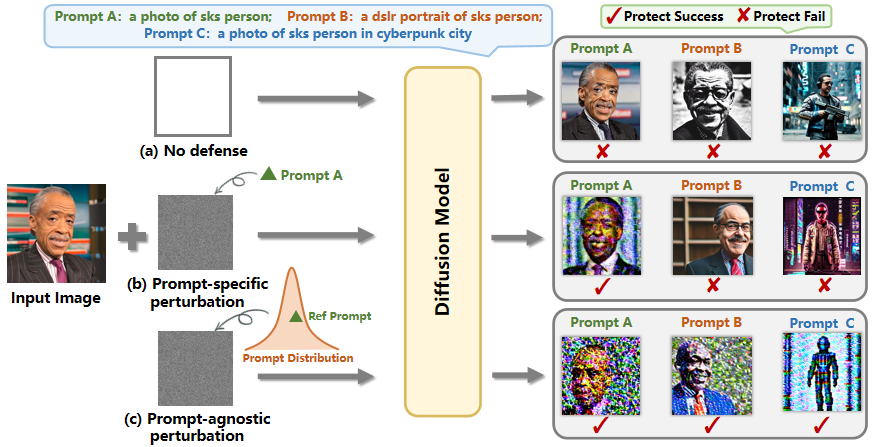 Prompt A: a photo of sks person; Prompt B: a dslr portrait of sks person;
Prompt C: a photo of sks person in cyberpunk city
✓ Protect Success ✗ Protect Fail
Prompt A Prompt B Prompt C
(a) No defense
Prompt A
Diffusion Model
Prompt A Prompt B Prompt C
Input Image
(b) Prompt-specific
perturbation
Ref Prompt
Prompt Distribution
Prompt A Prompt B Prompt C
(c) Prompt-agnostic
perturbation